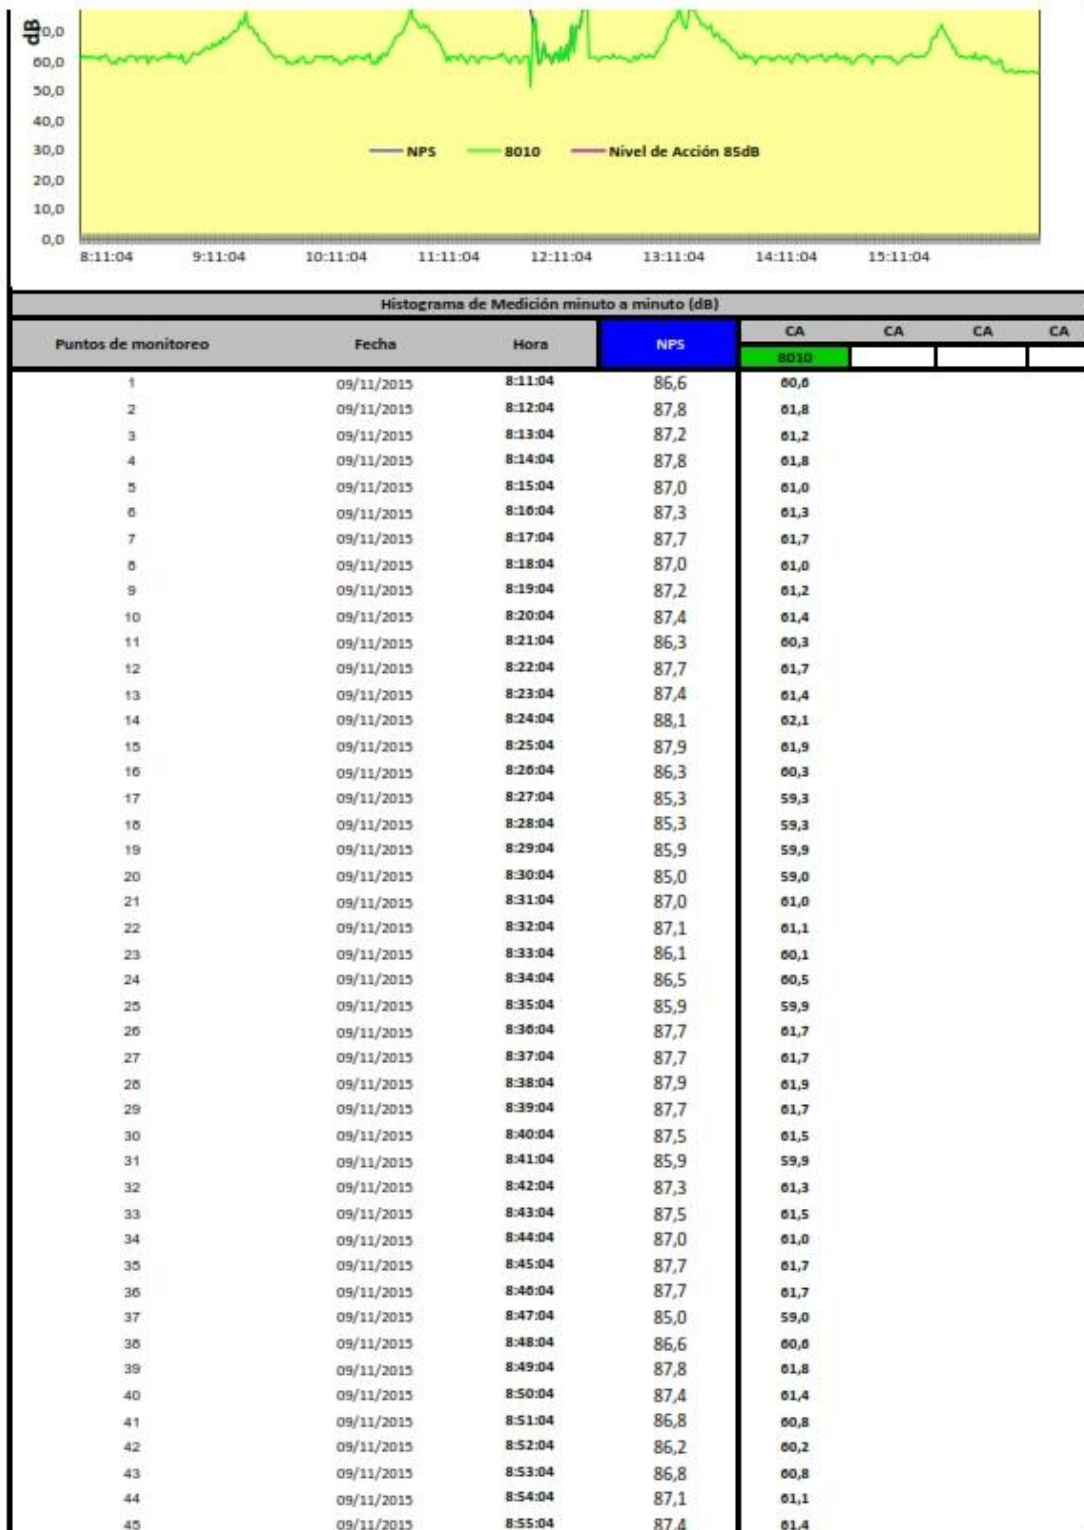 dB
70,0
60,0
50,0
40,0
30,0
20,0
10,0
0,0
NPS 8010 Nivel de Acción 85dB
8:11:04 9:11:04 10:11:04 11:11:04 12:11:04 13:11:04 14:11:04 15:11:04
Histograma de Medición minuto a minuto (dB)
Puntos de monitoreo Fecha Hora NPS CA CA CA CA
8010
1 09/11/2015 8:11:04 86,6 60,6
2 09/11/2015 8:12:04 87,8 61,8
3 09/11/2015 8:13:04 87,2 61,2
4 09/11/2015 8:14:04 87,8 61,8
5 09/11/2015 8:15:04 87,0 61,0
6 09/11/2015 8:16:04 87,3 61,3
7 09/11/2015 8:17:04 87,7 61,7
8 09/11/2015 8:18:04 87,0 61,0
9 09/11/2015 8:19:04 87,2 61,2
10 09/11/2015 8:20:04 87,4 61,4
11 09/11/2015 8:21:04 86,3 60,3
12 09/11/2015 8:22:04 87,7 61,7
13 09/11/2015 8:23:04 87,4 61,4
14 09/11/2015 8:24:04 88,1 62,1
15 09/11/2015 8:25:04 87,9 61,9
16 09/11/2015 8:26:04 86,3 60,3
17 09/11/2015 8:27:04 85,3 59,3
18 09/11/2015 8:28:04 85,3 59,3
19 09/11/2015 8:29:04 85,9 59,9
20 09/11/2015 8:30:04 85,0 59,0
21 09/11/2015 8:31:04 87,0 61,0
22 09/11/2015 8:32:04 87,1 61,1
23 09/11/2015 8:33:04 86,1 60,1
24 09/11/2015 8:34:04 86,5 60,5
25 09/11/2015 8:35:04 85,9 59,9
26 09/11/2015 8:36:04 87,7 61,7
27 09/11/2015 8:37:04 87,7 61,7
28 09/11/2015 8:38:04 87,9 61,9
29 09/11/2015 8:39:04 87,7 61,7
30 09/11/2015 8:40:04 87,5 61,5
31 09/11/2015 8:41:04 85,9 59,9
32 09/11/2015 8:42:04 87,3 61,3
33 09/11/2015 8:43:04 87,5 61,5
34 09/11/2015 8:44:04 87,0 61,0
35 09/11/2015 8:45:04 87,7 61,7
36 09/11/2015 8:46:04 87,7 61,7
37 09/11/2015 8:47:04 85,0 59,0
38 09/11/2015 8:48:04 86,6 60,6
39 09/11/2015 8:49:04 87,8 61,8
40 09/11/2015 8:50:04 87,4 61,4
41 09/11/2015 8:51:04 86,8 60,8
42 09/11/2015 8:52:04 86,2 60,2
43 09/11/2015 8:53:04 86,8 60,8
44 09/11/2015 8:54:04 87,1 61,1
45 09/11/2015 8:55:04 87,4 61,4